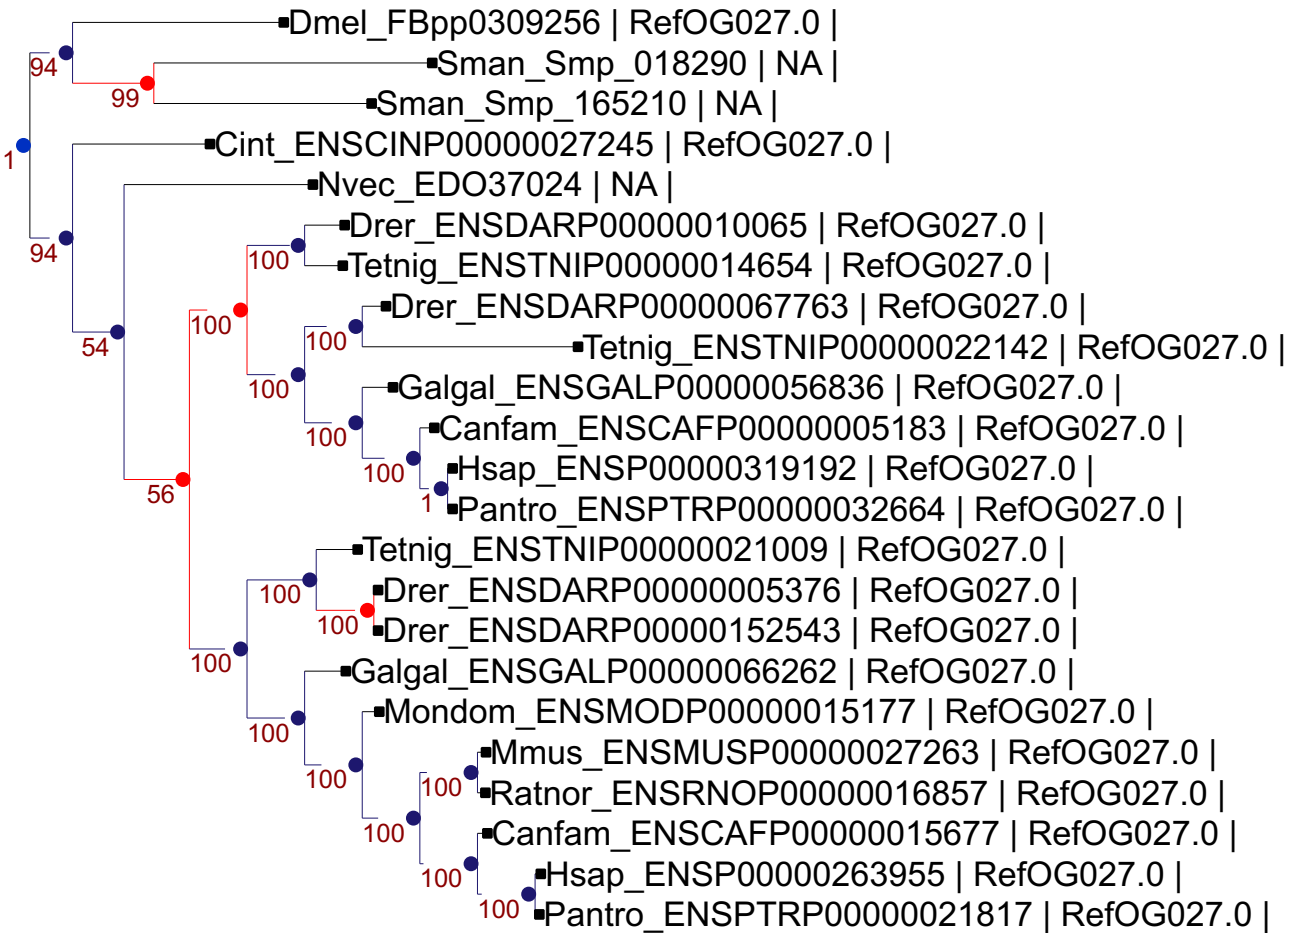 Dmel_FBpp0309256 | RefOG027.0 |
94
Sman_Smp_018290 | NA |
99
Sman_Smp_165210 | NA |
1
Cint_ENSCINP00000027245 | RefOG027.0 |
Nvec_EDO37024 | NA |
94
Drer_ENSDARP00000010065 | RefOG027.0 |
100
Tetnig_ENSTNIP00000014654 | RefOG027.0 |
Drer_ENSDARP00000067763 | RefOG027.0 |
100
100
Tetnig_ENSTNIP00000022142 | RefOG027.0 |
54
100
Galgal_ENSGALP00000056836 | RefOG027.0 |
100
Canfam_ENSCAFP00000005183 | RefOG027.0 |
100
Hsap_ENSP00000319192 | RefOG027.0 |
56
1
Pantro_ENSPTRP00000032664 | RefOG027.0 |
Tetnig_ENSTNIP00000021009 | RefOG027.0 |
100
Drer_ENSDARP00000005376 | RefOG027.0 |
100
Drer_ENSDARP00000152543 | RefOG027.0 |
100
Galgal_ENSGALP00000066262 | RefOG027.0 |
Mondom_ENSMODP00000015177 | RefOG027.0 |
100
Mmus_ENSMUSP00000027263 | RefOG027.0 |
100
100
Ratnor_ENSRNOP00000016857 | RefOG027.0 |
100
Canfam_ENSCAFP00000015677 | RefOG027.0 |
100
Hsap_ENSP00000263955 | RefOG027.0 |
100
Pantro_ENSPTRP00000021817 | RefOG027.0 |